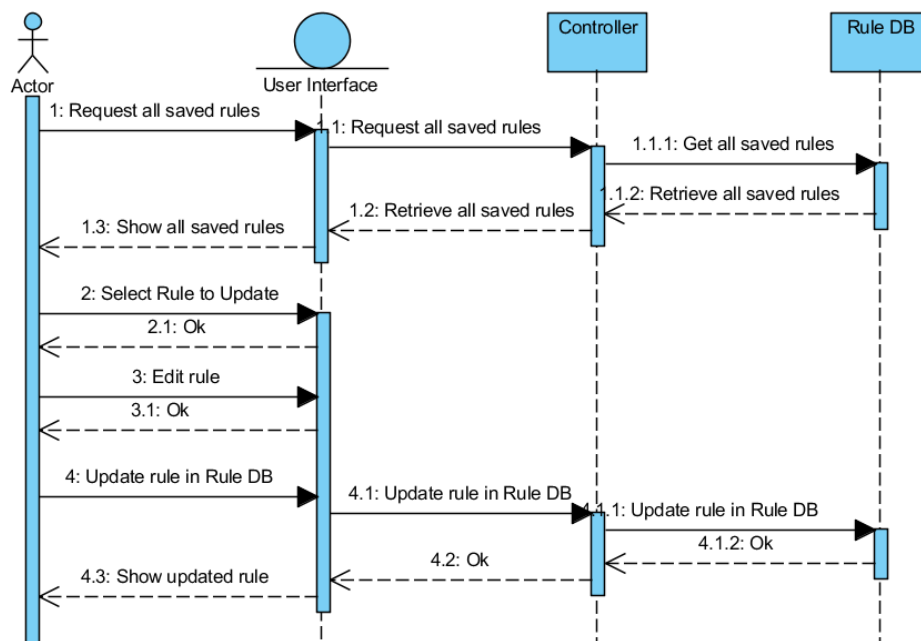 Actor
User Interface
Controller
Rule DB
1: Request all saved rules
1.1: Request all saved rules
1.1.1: Get all saved rules
1.1.2: Retrieve all saved rules
1.2: Retrieve all saved rules
1.3: Show all saved rules
2: Select Rule to Update
2.1: Ok
3: Edit rule
3.1: Ok
4: Update rule in Rule DB
4.1: Update rule in Rule DB
4.1.1: Update rule in Rule DB
4.1.2: Ok
4.2: Ok
4.3: Show updated rule